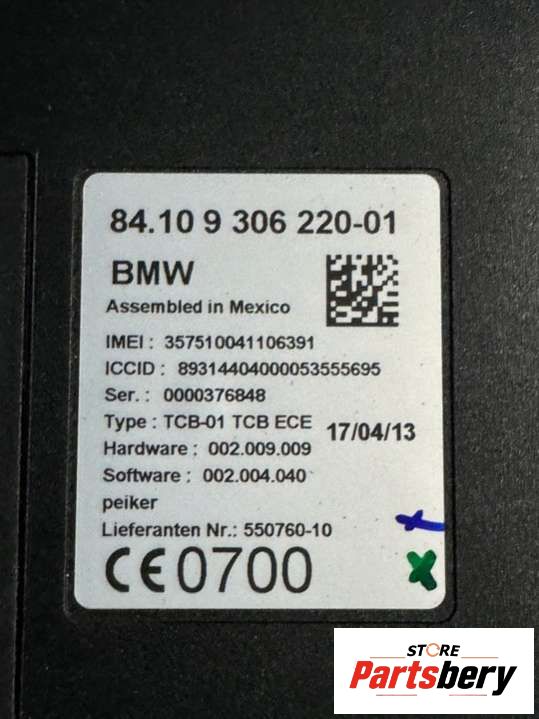 84.10 9 306 220-01
BMW
Assembled in Mexico
IMEI : 357510041106391
ICCID : 89314404000053555695
Ser. : 0000376848
Type : TCB-01 TCB ECE
17/04/13
Hardware : 002.009.009
Software : 002.004.040
peiker
Lieferanten Nr.: 550760-10
CE0700
STORE
Partsbery